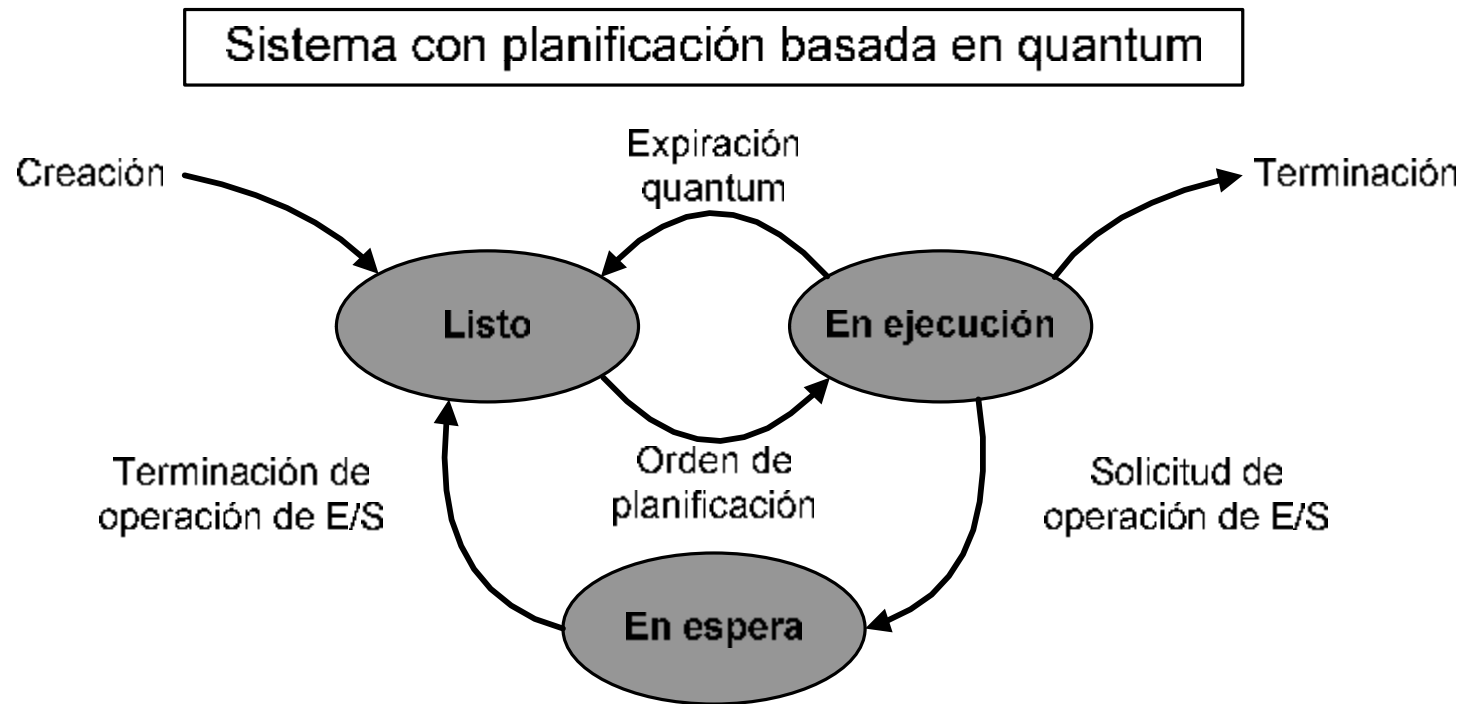 Sistema con planificación basada en quantum
Expiración
quantum
Creación
Terminación
Listo
En ejecución
Terminación de
operación de E/S
Orden de
planificación
Solicitud de
operación de E/S
En espera